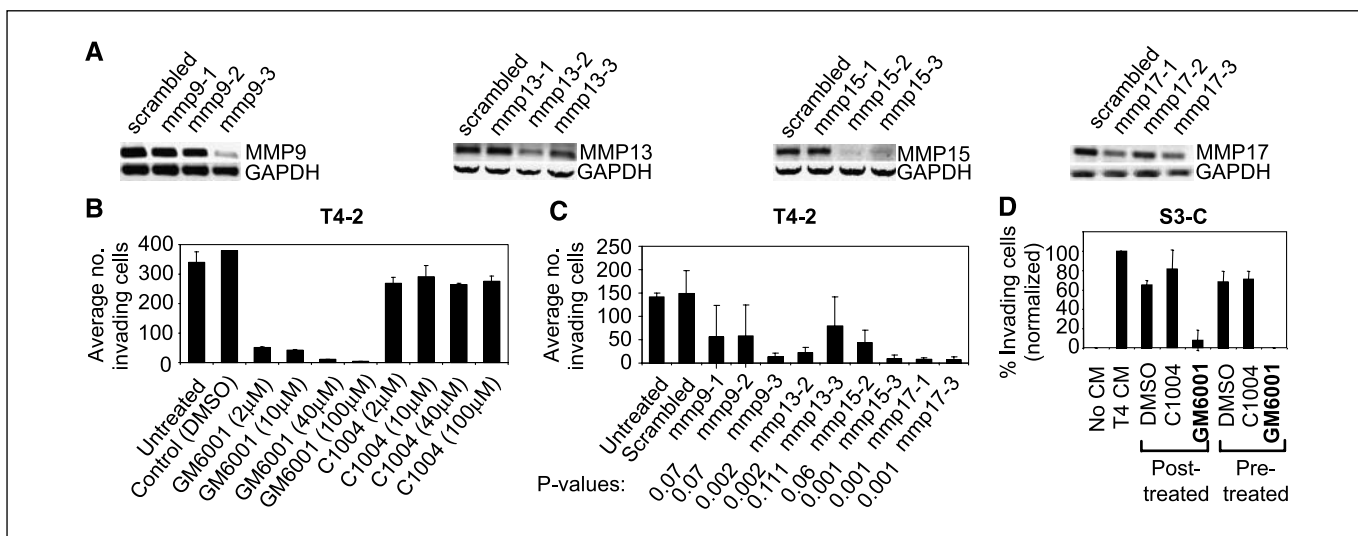 A
scrambled
mmp9-1
mmp9-2
mmp9-3
MMP9
GAPDH
scrambled
mmp13-1
mmp13-2
mmp13-3
MMP13
GAPDH
scrambled
mmp15-1
mmp15-2
mmp15-3
MMP15
GAPDH
scrambled
mmp17-1
mmp17-2
mmp17-3
MMP17
GAPDH
B
T4-2
Average no.
invading cells
400
300
200
100
0
Untreated
Control (DMSO)
GM6001 (2μM)
GM6001 (10μM)
GM6001 (40μM)
GM6001 (100μM)
C1004 (2μM)
C1004 (10μM)
C1004 (40μM)
C1004 (100μM)
C
T4-2
Average no.
invading cells
250
200
150
100
50
0
Untreated
Scrambled
mmp9-1
mmp9-2
mmp9-3
mmp13-2
mmp13-3
mmp15-2
mmp15-3
mmp17-1
mmp17-3
P-values:
0.07
0.07
0.002
0.002
0.111
0.06
0.001
0.001
0.001
D
S3-C
% Invading cells
(normalized)
100
80
60
40
20
0
No CM
T4 CM
DMSO
C1004
GM6001
DMSO
C1004
GM6001
Post-
treated
Pre-
treated